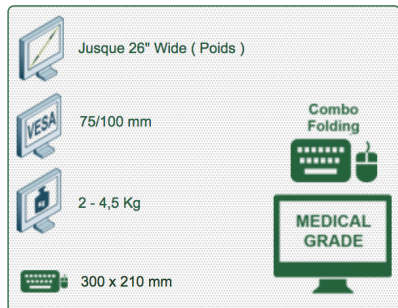 Jusque 26" Wide ( Poids )
VESA
75/100 mm
KG
2 - 4,5 Kg
300 x 210 mm
Combo
Folding
MEDICAL
GRADE